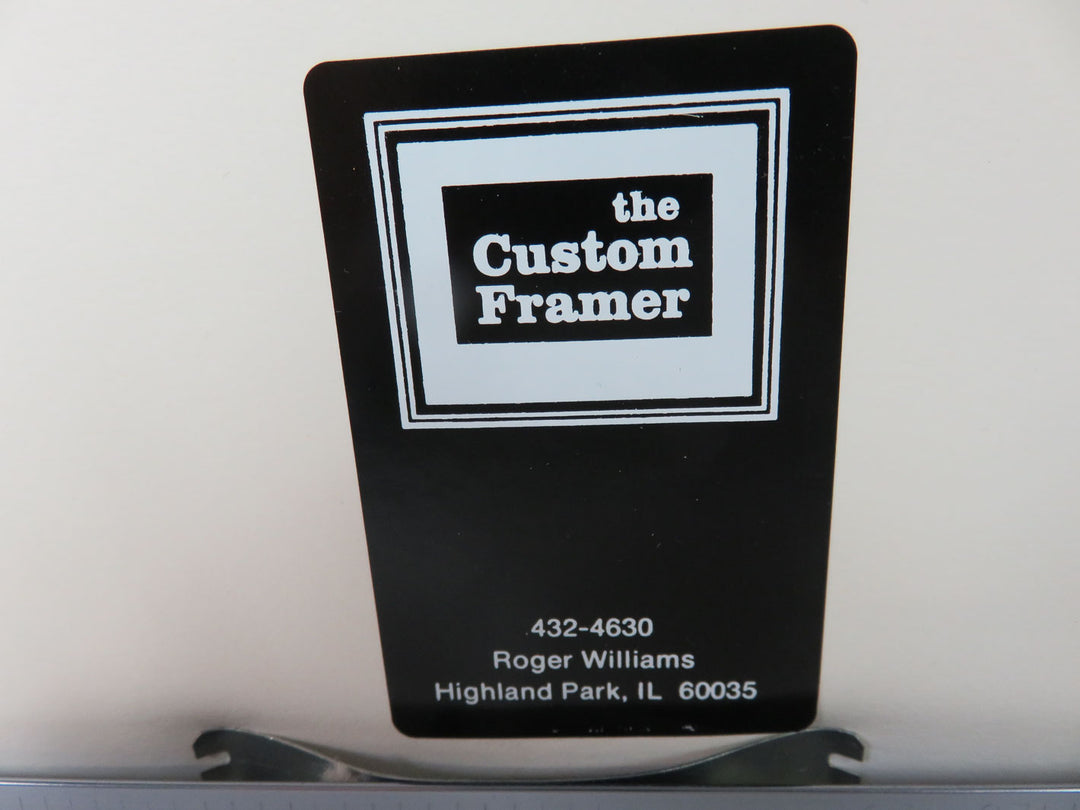 the
Custom
Framer
432-4630
Roger Williams
Highland Park, IL 60035